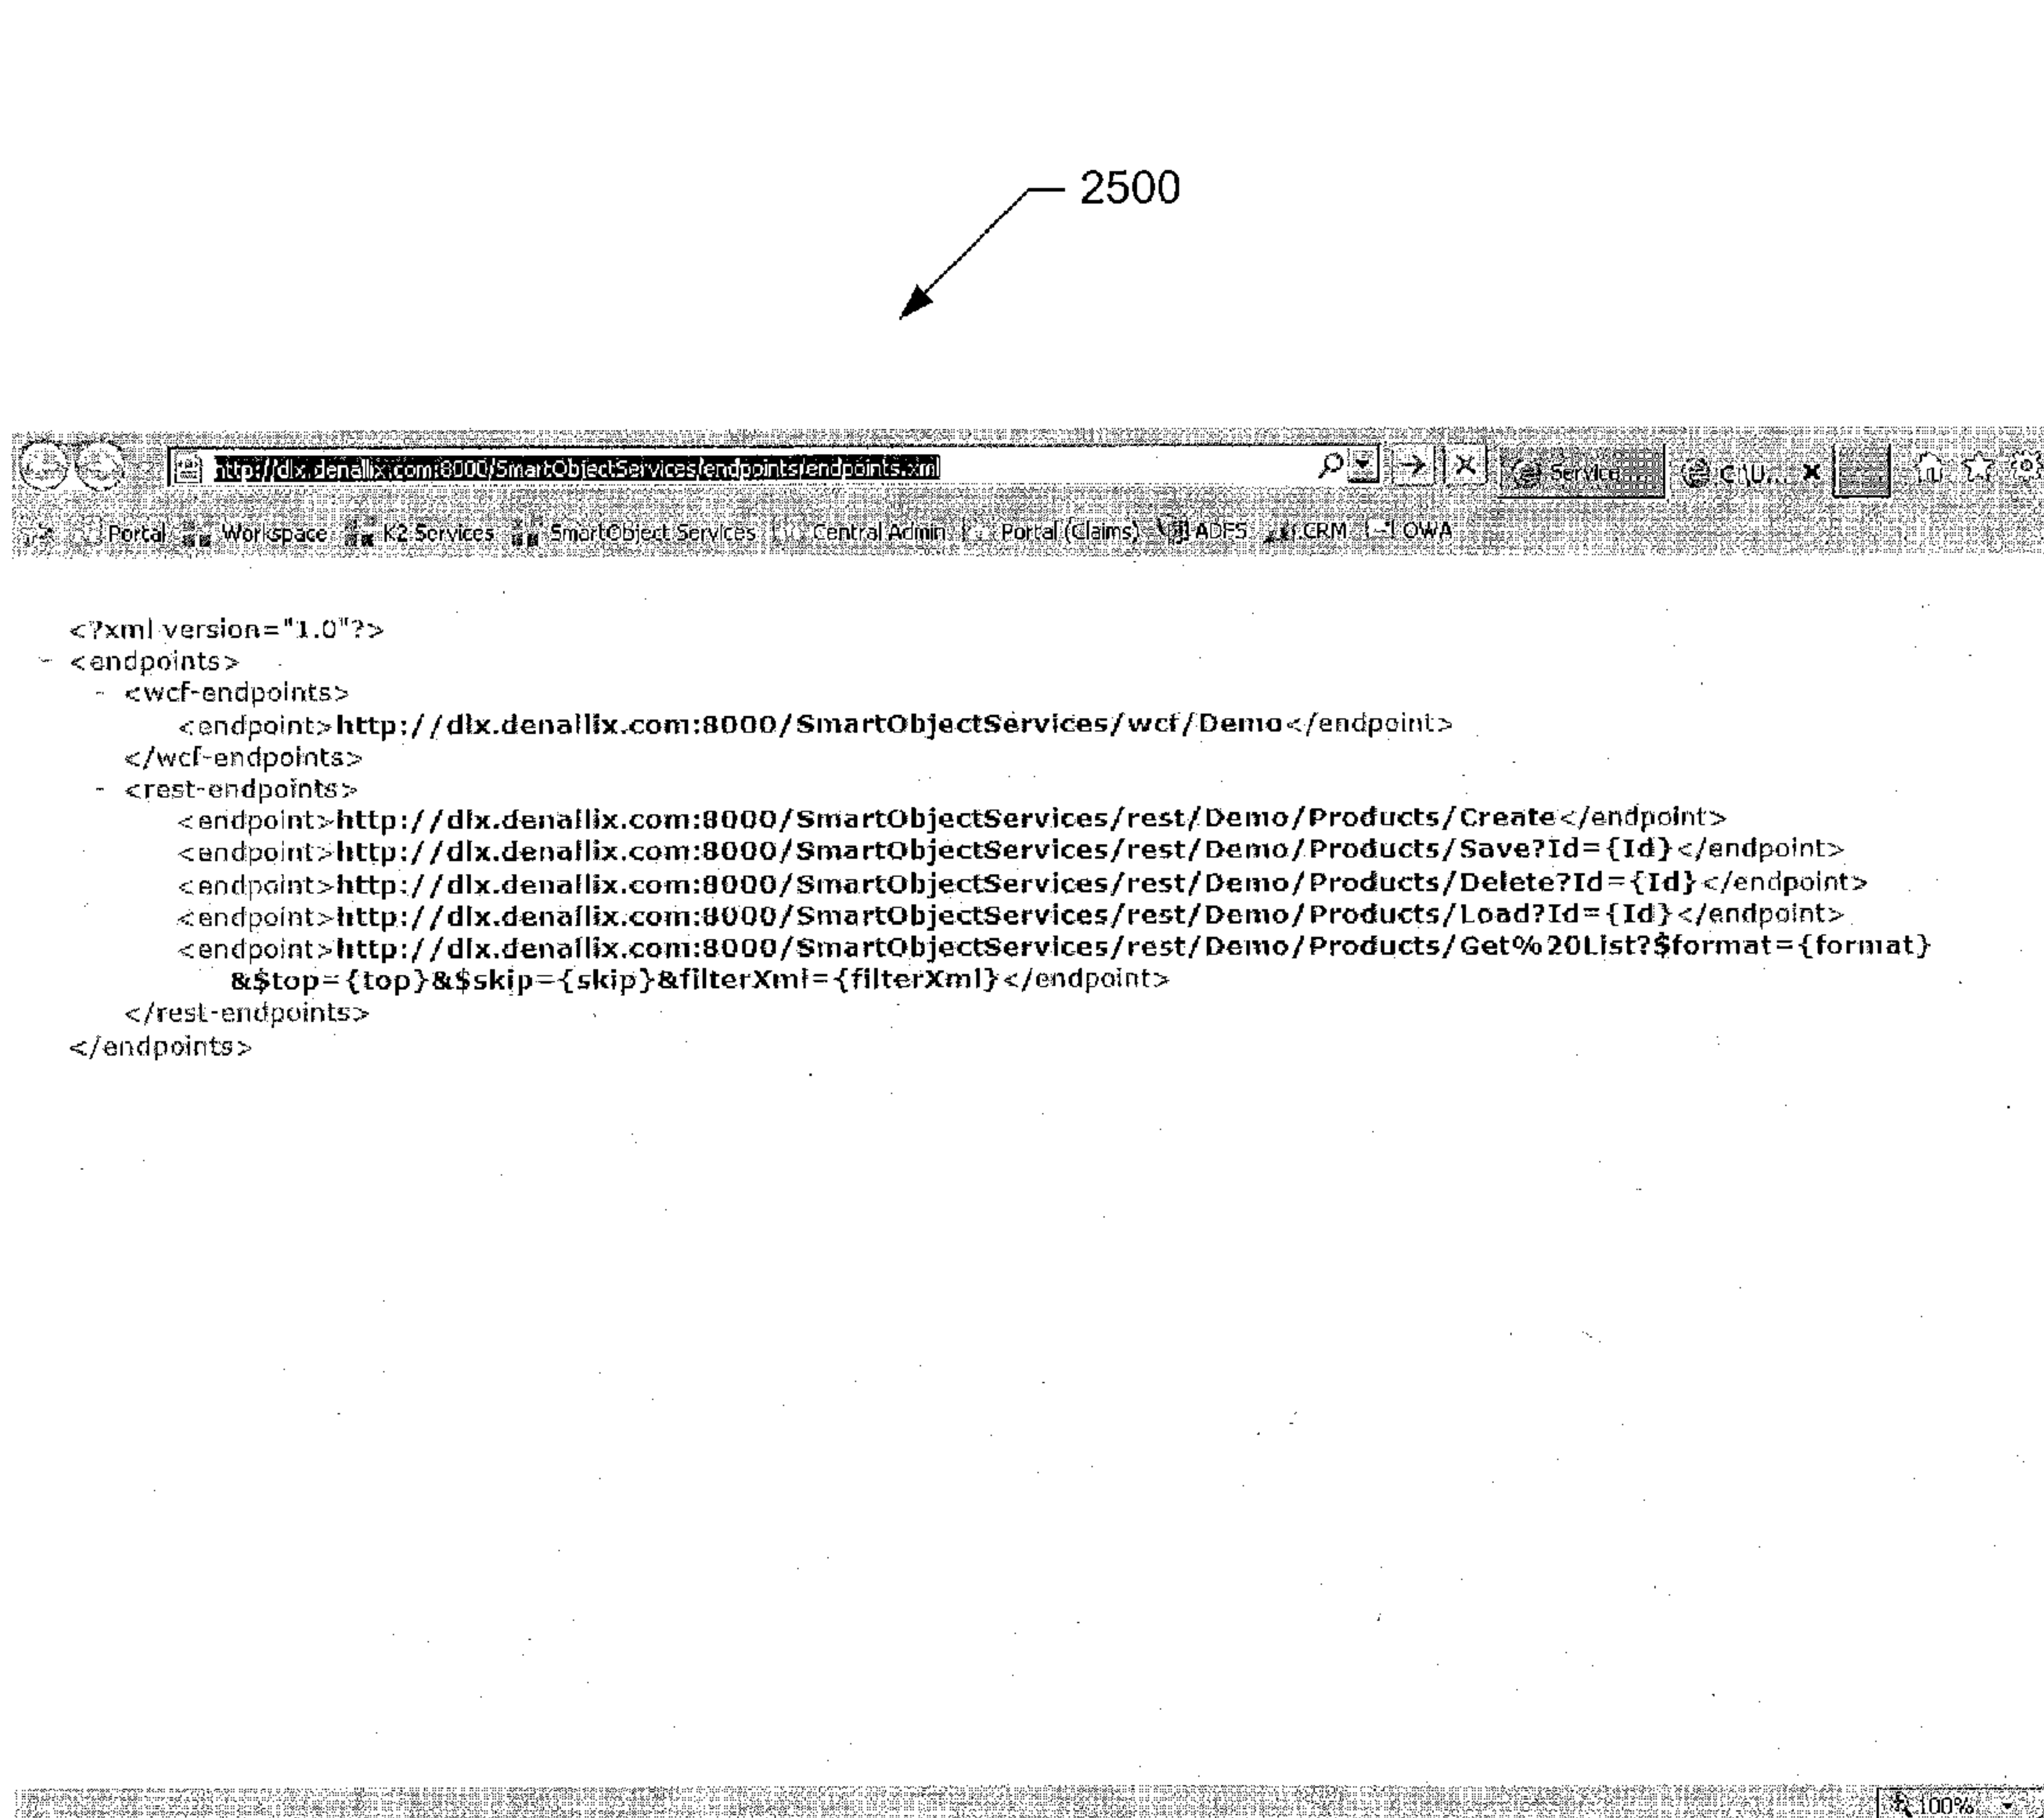 2500
http://dlx.denallix.com:8000/SmartObjectServices/endpoints/endpoints.xml
Service
C:\U...
Portal Workspace K2 Services SmartObject Services Central Admin Portal (Claims) ADFS CRM OWA
<?xml version="1.0"?>
- <endpoints>
- <wcf-endpoints>
<endpoint>http://dlx.denallix.com:8000/SmartObjectServices/wcf/Demo</endpoint>
</wcf-endpoints>
- <rest-endpoints>
<endpoint>http://dlx.denallix.com:8000/SmartObjectServices/rest/Demo/Products/Create</endpoint>
<endpoint>http://dlx.denallix.com:8000/SmartObjectServices/rest/Demo/Products/Save?Id={Id}</endpoint>
<endpoint>http://dlx.denallix.com:8000/SmartObjectServices/rest/Demo/Products/Delete?Id={Id}</endpoint>
<endpoint>http://dlx.denallix.com:8000/SmartObjectServices/rest/Demo/Products/Load?Id={Id}</endpoint>
<endpoint>http://dlx.denallix.com:8000/SmartObjectServices/rest/Demo/Products/Get%20List?$format={format}
&$top={top}&$skip={skip}&filterXml={filterXml}</endpoint>
</rest-endpoints>
</endpoints>
100%